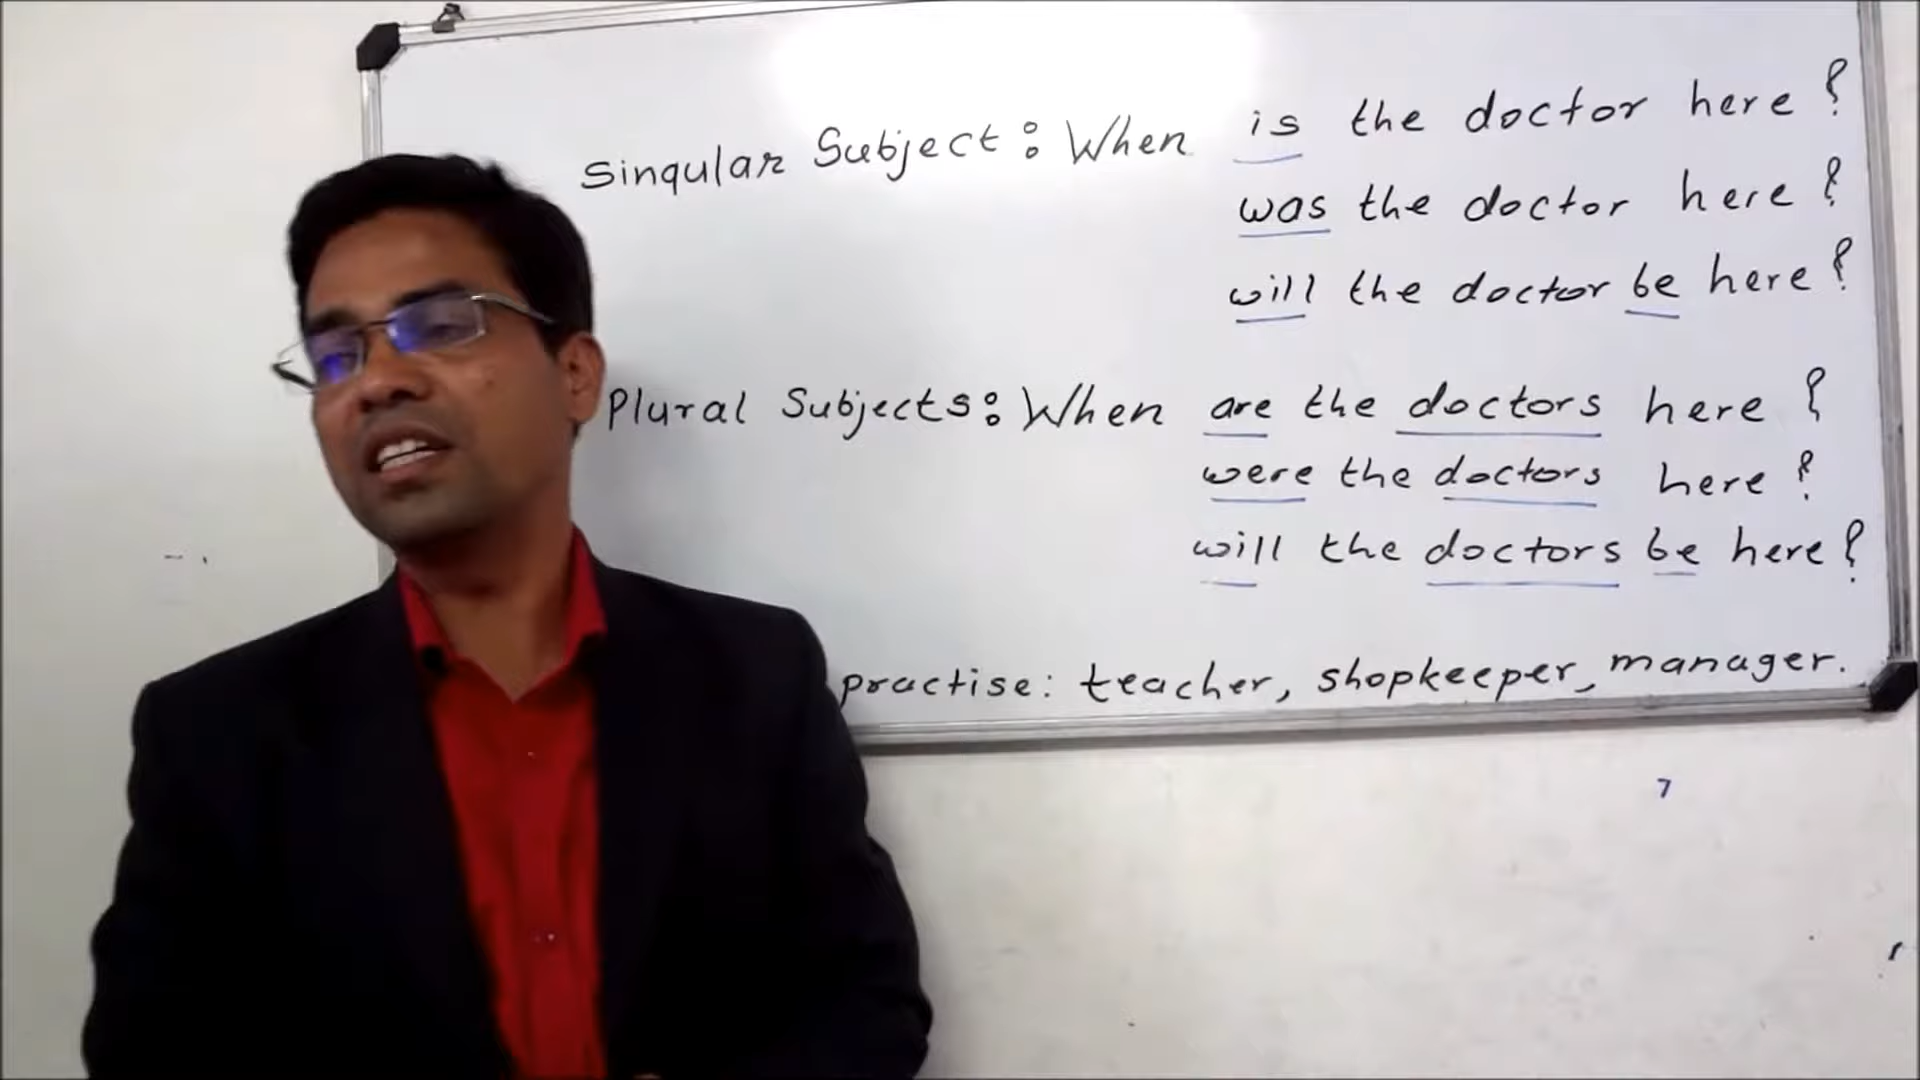 Singular Subject: When is the doctor here?
was the doctor here?
will the doctor be here?
Plural Subjects: When are the doctors here?
were the doctors here?
will the doctors be here?
practise: teacher, shopkeeper, manager.